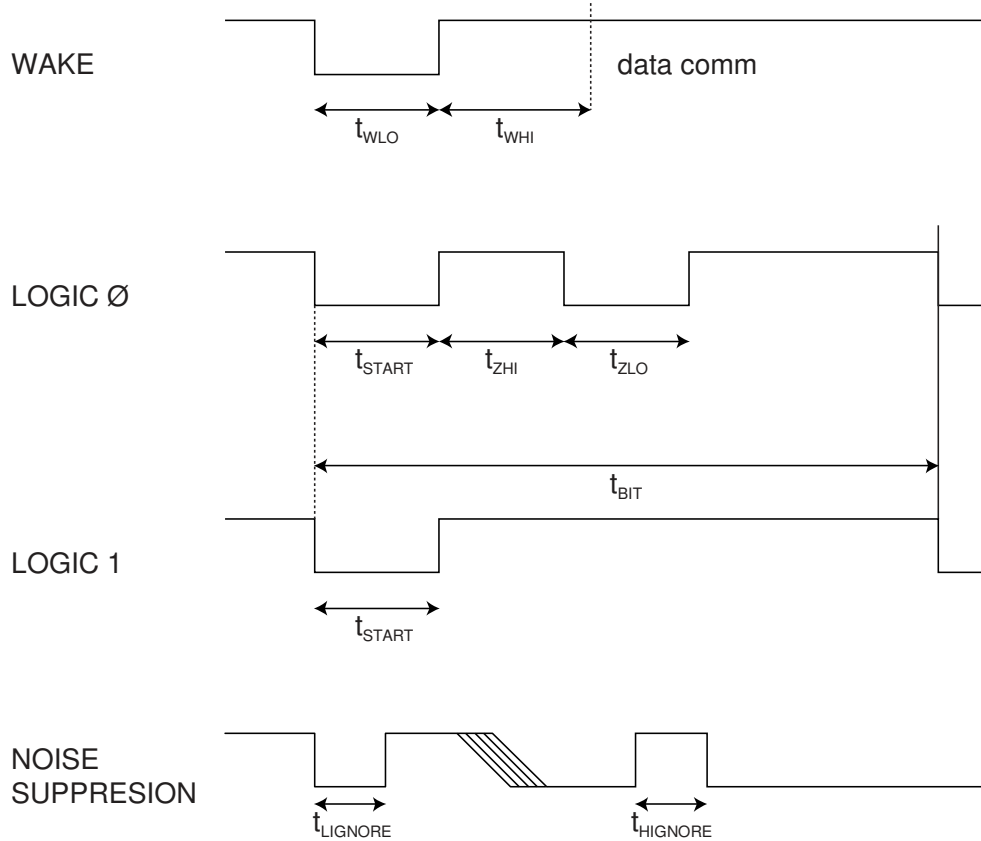 WAKE
data comm
tWLO
tWHI
LOGIC Ø
tSTART
tZHI
tZLO
tBIT
LOGIC 1
tSTART
NOISE
SUPPRESION
tLIGNORE
tHIGNORE